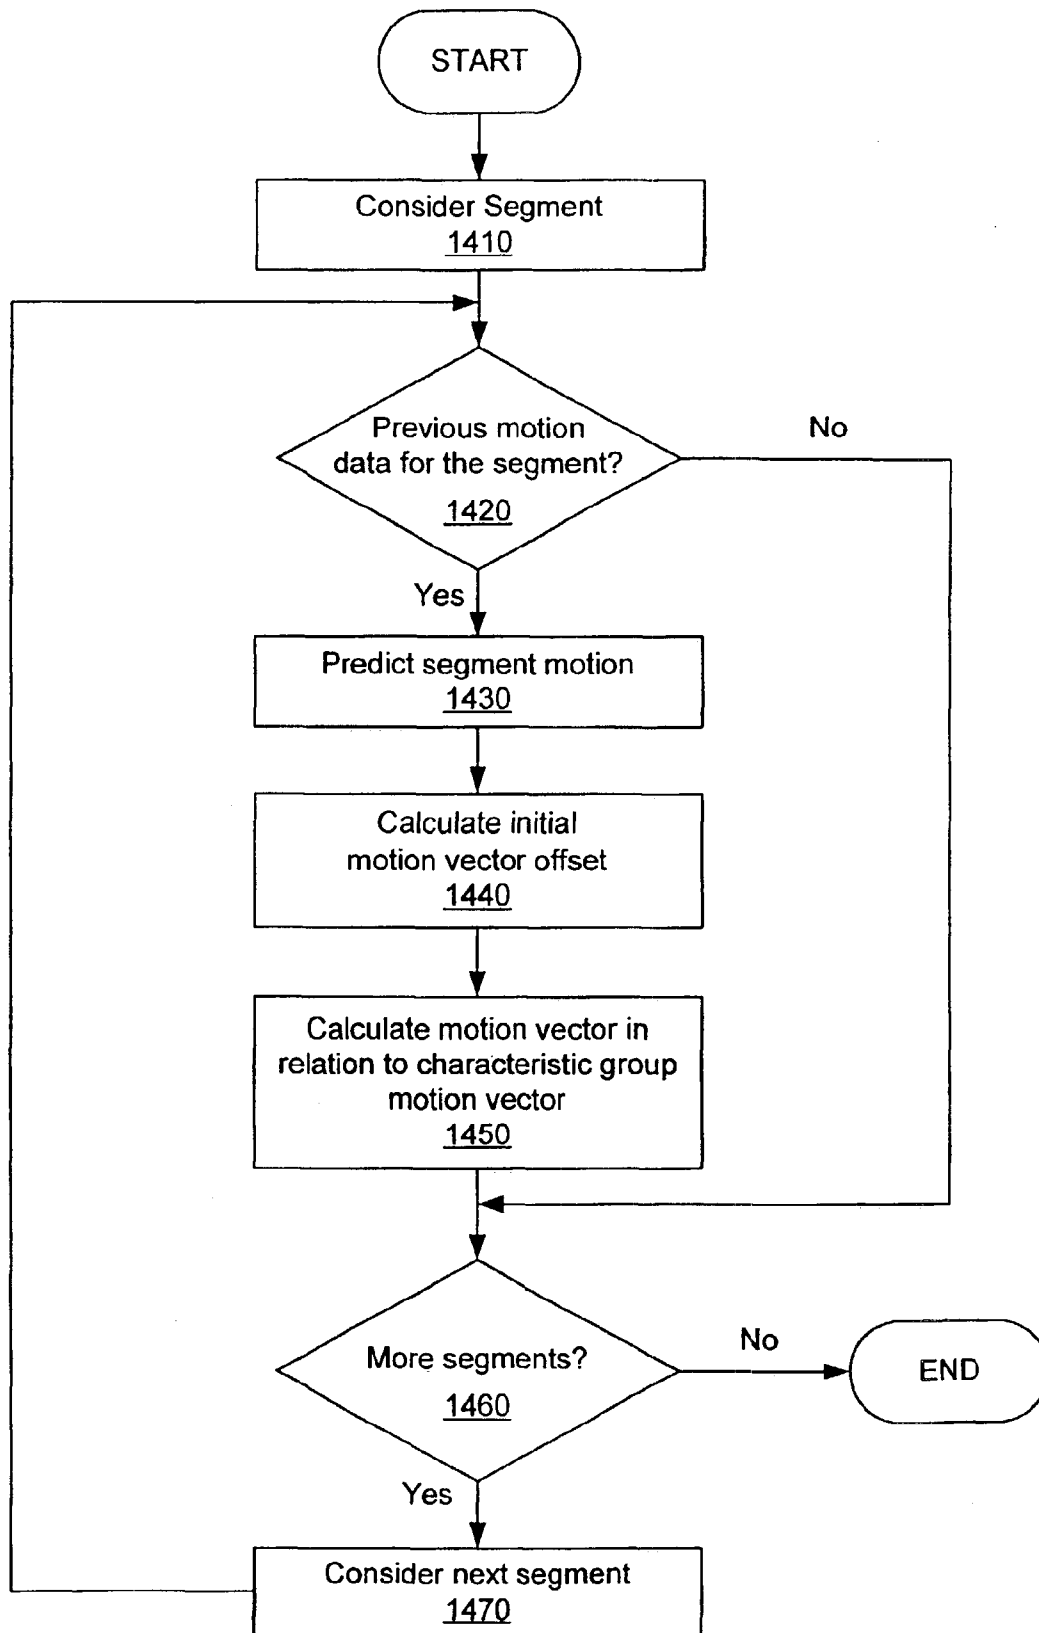 START
Consider Segment
1410
Previous motion
data for the segment?
1420
No
Yes
Predict segment motion
1430
Calculate initial
motion vector offset
1440
Calculate motion vector in
relation to characteristic group
motion vector
1450
More segments?
1460
No
END
Yes
Consider next segment
1470